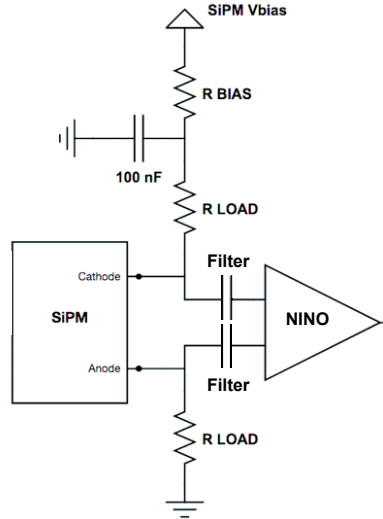 SiPM Vbias
R BIAS
100 nF
R LOAD
Filter
Cathode
SiPM
NINO
Anode
Filter
R LOAD